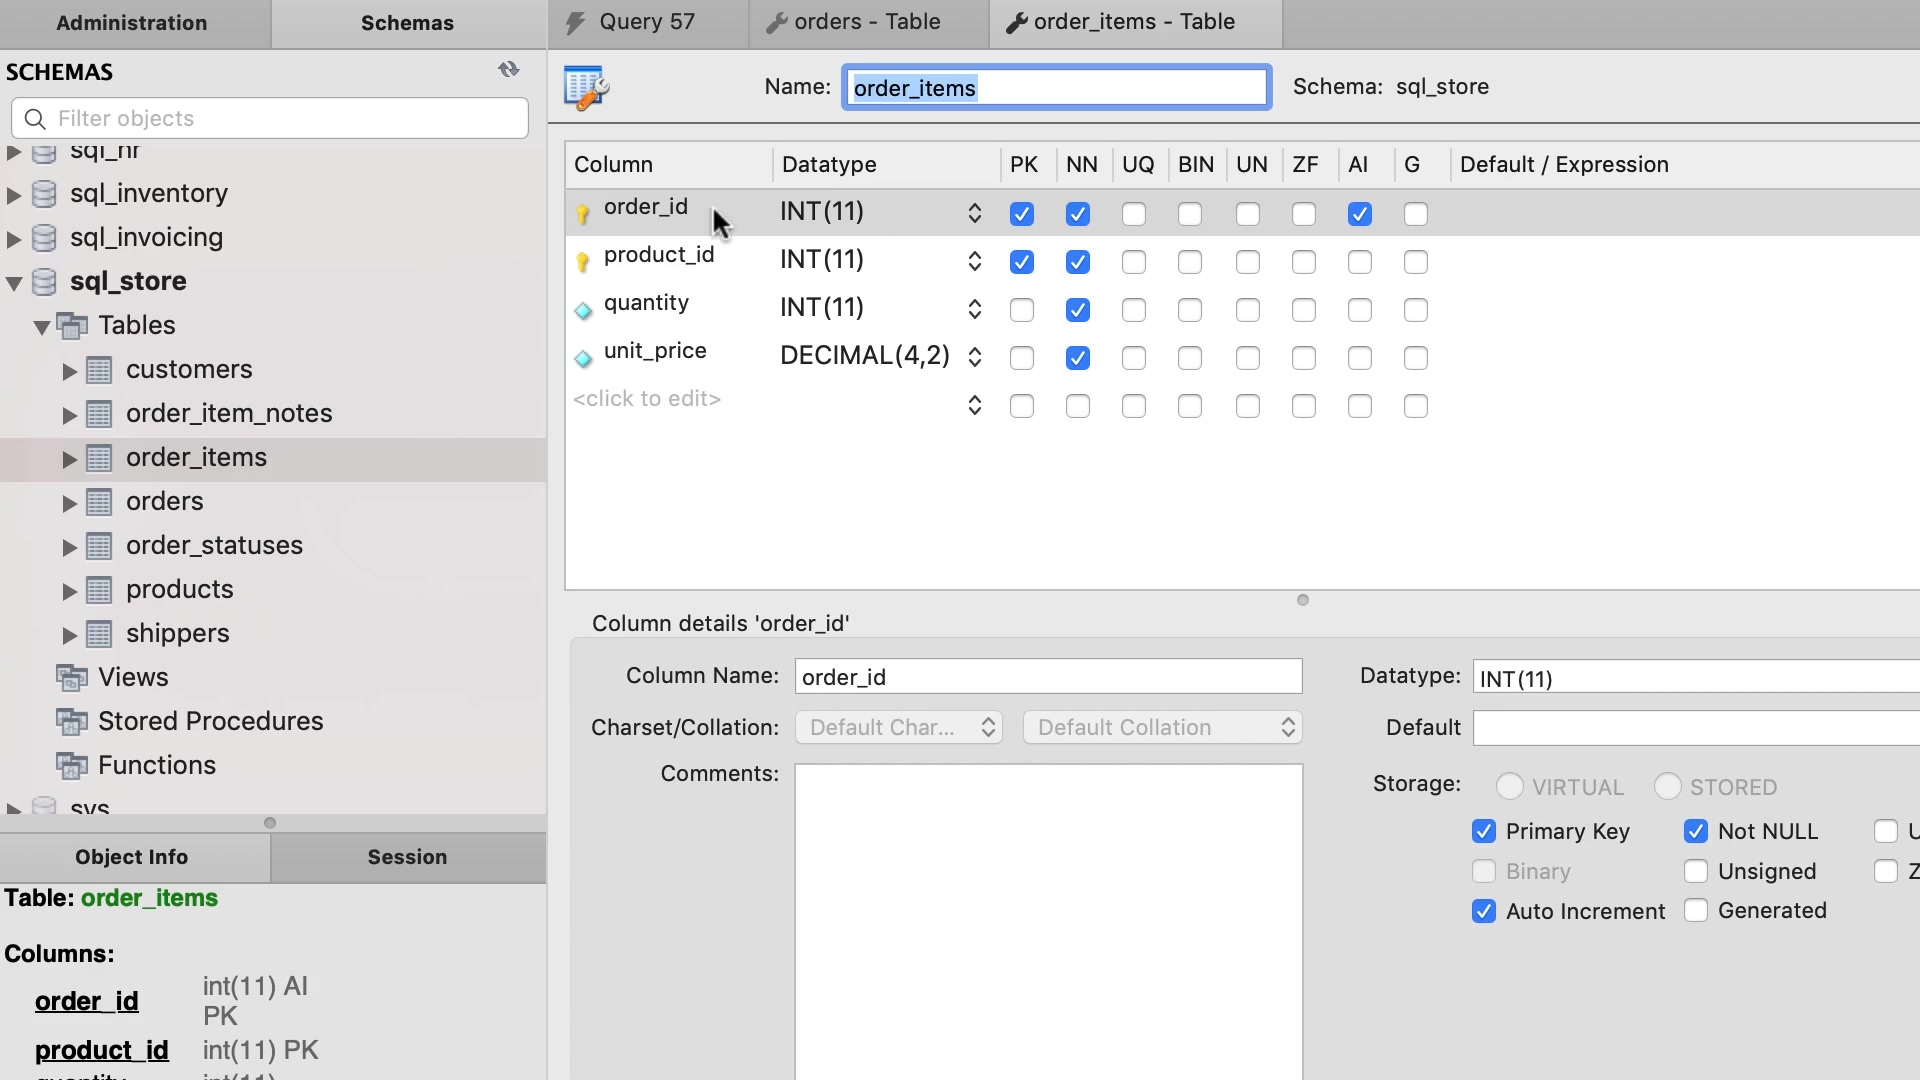 Administration
Schemas
Query 57
orders - Table
order_items - Table
SCHEMAS
Filter objects
sql_hr
sql_inventory
sql_invoicing
sql_store
Tables
customers
order_item_notes
order_items
orders
order_statuses
products
shippers
Views
Stored Procedures
Functions
sys
Object Info
Session
Table: order_items
Columns:
order_id int(11) AI
PK
product_id int(11) PK
quantity int(11)
Name: order_items Schema: sql_store
Column Datatype PK NN UQ BIN UN ZF AI G Default / Expression
order_id INT(11)
product_id INT(11)
quantity INT(11)
unit_price DECIMAL(4,2)
<click to edit>
Column details 'order_id'
Column Name: order_id Datatype: INT(11)
Charset/Collation: Default Char... Default Collation Default
Comments:
Storage: VIRTUAL STORED
Primary Key Not NULL U
Binary Unsigned Z
Auto Increment Generated